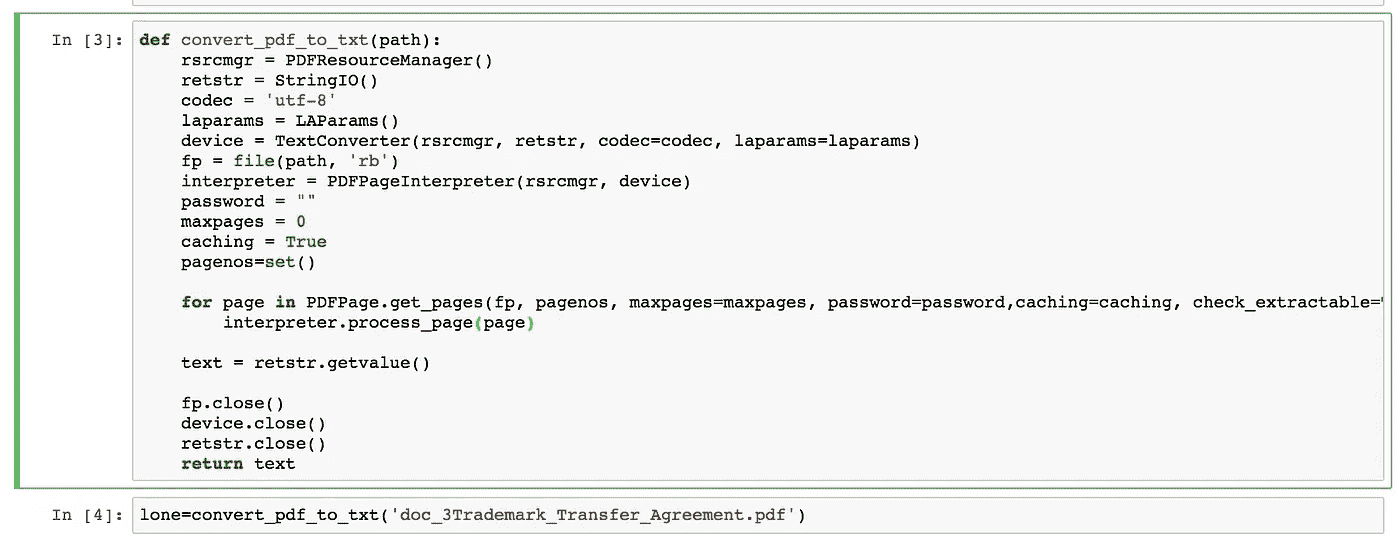 In [3]: def convert_pdf_to_txt(path):
    rsrcmgr = PDFResourceManager()
    retstr = StringIO()
    codec = 'utf-8'
    laparams = LAParams()
    device = TextConverter(rsrcmgr, retstr, codec=codec, laparams=laparams)
    fp = file(path, 'rb')
    interpreter = PDFPageInterpreter(rsrcmgr, device)
    password = ""
    maxpages = 0
    caching = True
    pagenos=set()
    for page in PDFPage.get_pages(fp, pagenos, maxpages=maxpages, password=password,caching=caching, check_extractable=
        interpreter.process_page(page)
    text = retstr.getvalue()
    fp.close()
    device.close()
    retstr.close()
    return text
In [4]: lone=convert_pdf_to_txt('doc_3Trademark_Transfer_Agreement.pdf')